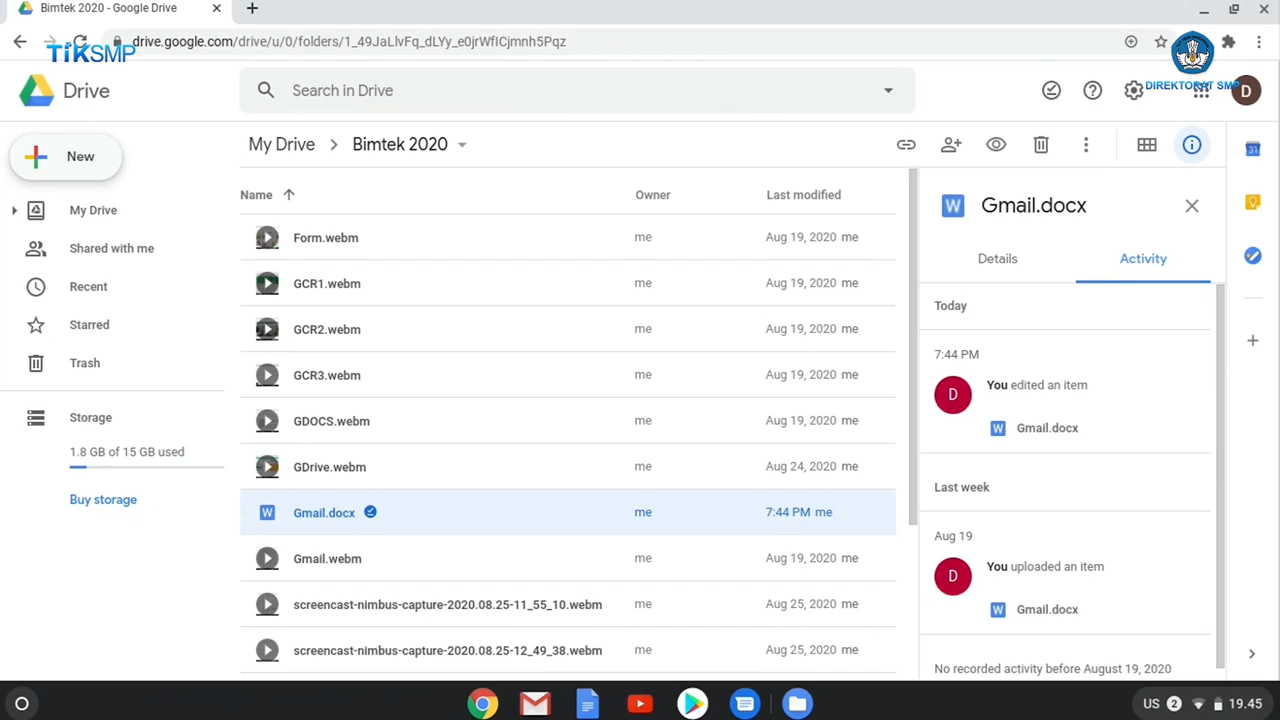 Bimtek 2020 - Google Drive
drive.google.com/drive/u/0/folders/1_49JaLlvFq_dLYy_e0jrWfICjmnh5Pqz
TiKSMP
DIREKTORAT SMP
Drive
Search in Drive
D
New
My Drive
Bimtek 2020
31
Name
Owner
Last modified
Gmail.docx
Details
Activity
My Drive
Shared with me
Recent
Starred
Trash
Storage
1.8 GB of 15 GB used
Buy storage
Form.webm me Aug 19, 2020 me
GCR1.webm me Aug 19, 2020 me
GCR2.webm me Aug 19, 2020 me
GCR3.webm me Aug 19, 2020 me
GDOCS.webm me Aug 19, 2020 me
GDrive.webm me Aug 24, 2020 me
W Gmail.docx me 7:44 PM me
Gmail.webm me Aug 19, 2020 me
screencast-nimbus-capture-2020.08.25-11_55_10.webm me Aug 25, 2020 me
screencast-nimbus-capture-2020.08.25-12_49_38.webm me Aug 25, 2020 me
W
Today
7:44 PM
D You edited an item
W Gmail.docx
Last week
Aug 19
D You uploaded an item
W Gmail.docx
No recorded activity before August 19, 2020
US 2 19.45